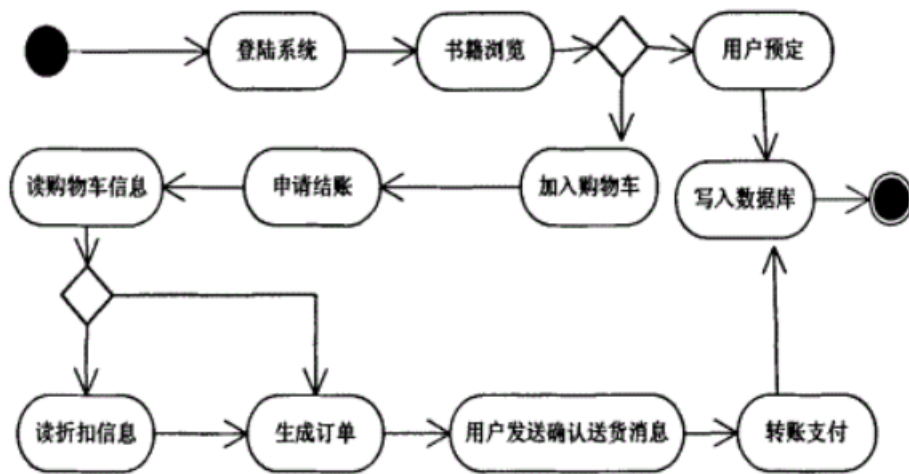 登陆系统
书籍浏览
用户预定
读购物车信息
申请结账
加入购物车
写入数据库
读折扣信息
生成订单
用户发送确认送货消息
转账支付